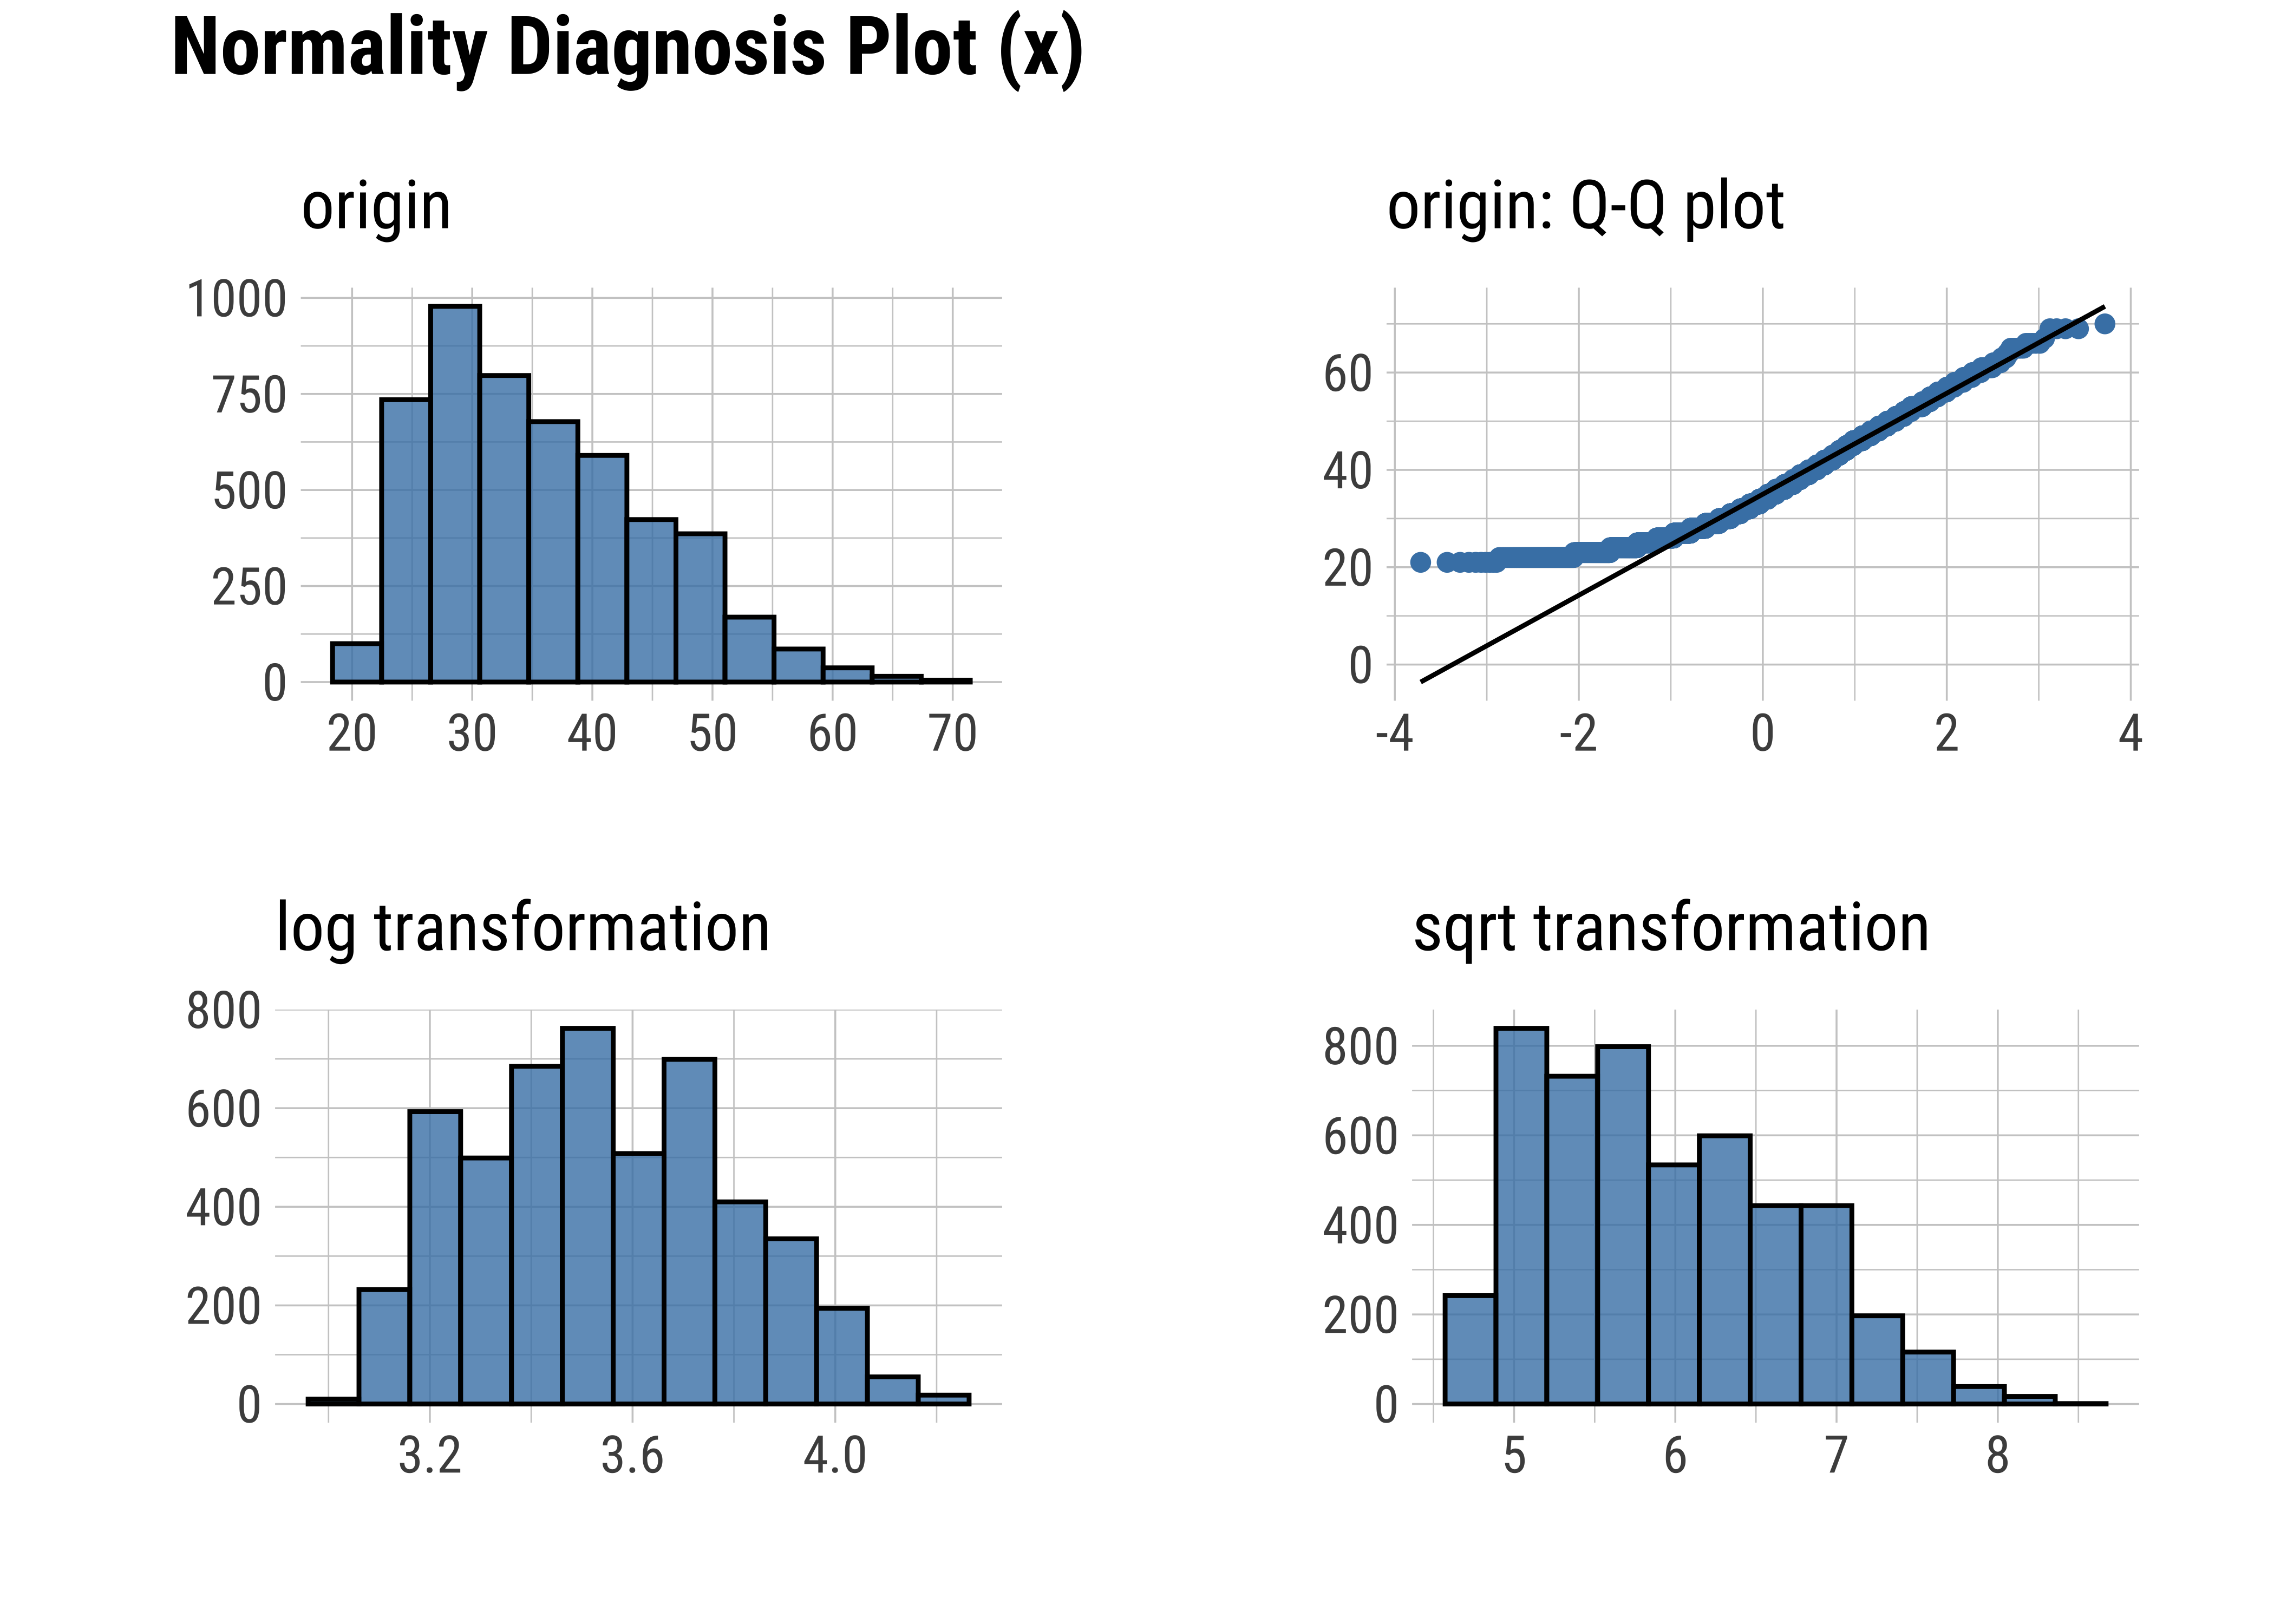 Normality Diagnosis Plot (x)
origin
1000
750
500
250
0
20 30 40 50 60 70
origin: Q-Q plot
60
40
20
0
-4 -2 0 2 4
log transformation
800
600
400
200
0
3.2 3.6 4.0
sqrt transformation
800
600
400
200
0
5 6 7 8